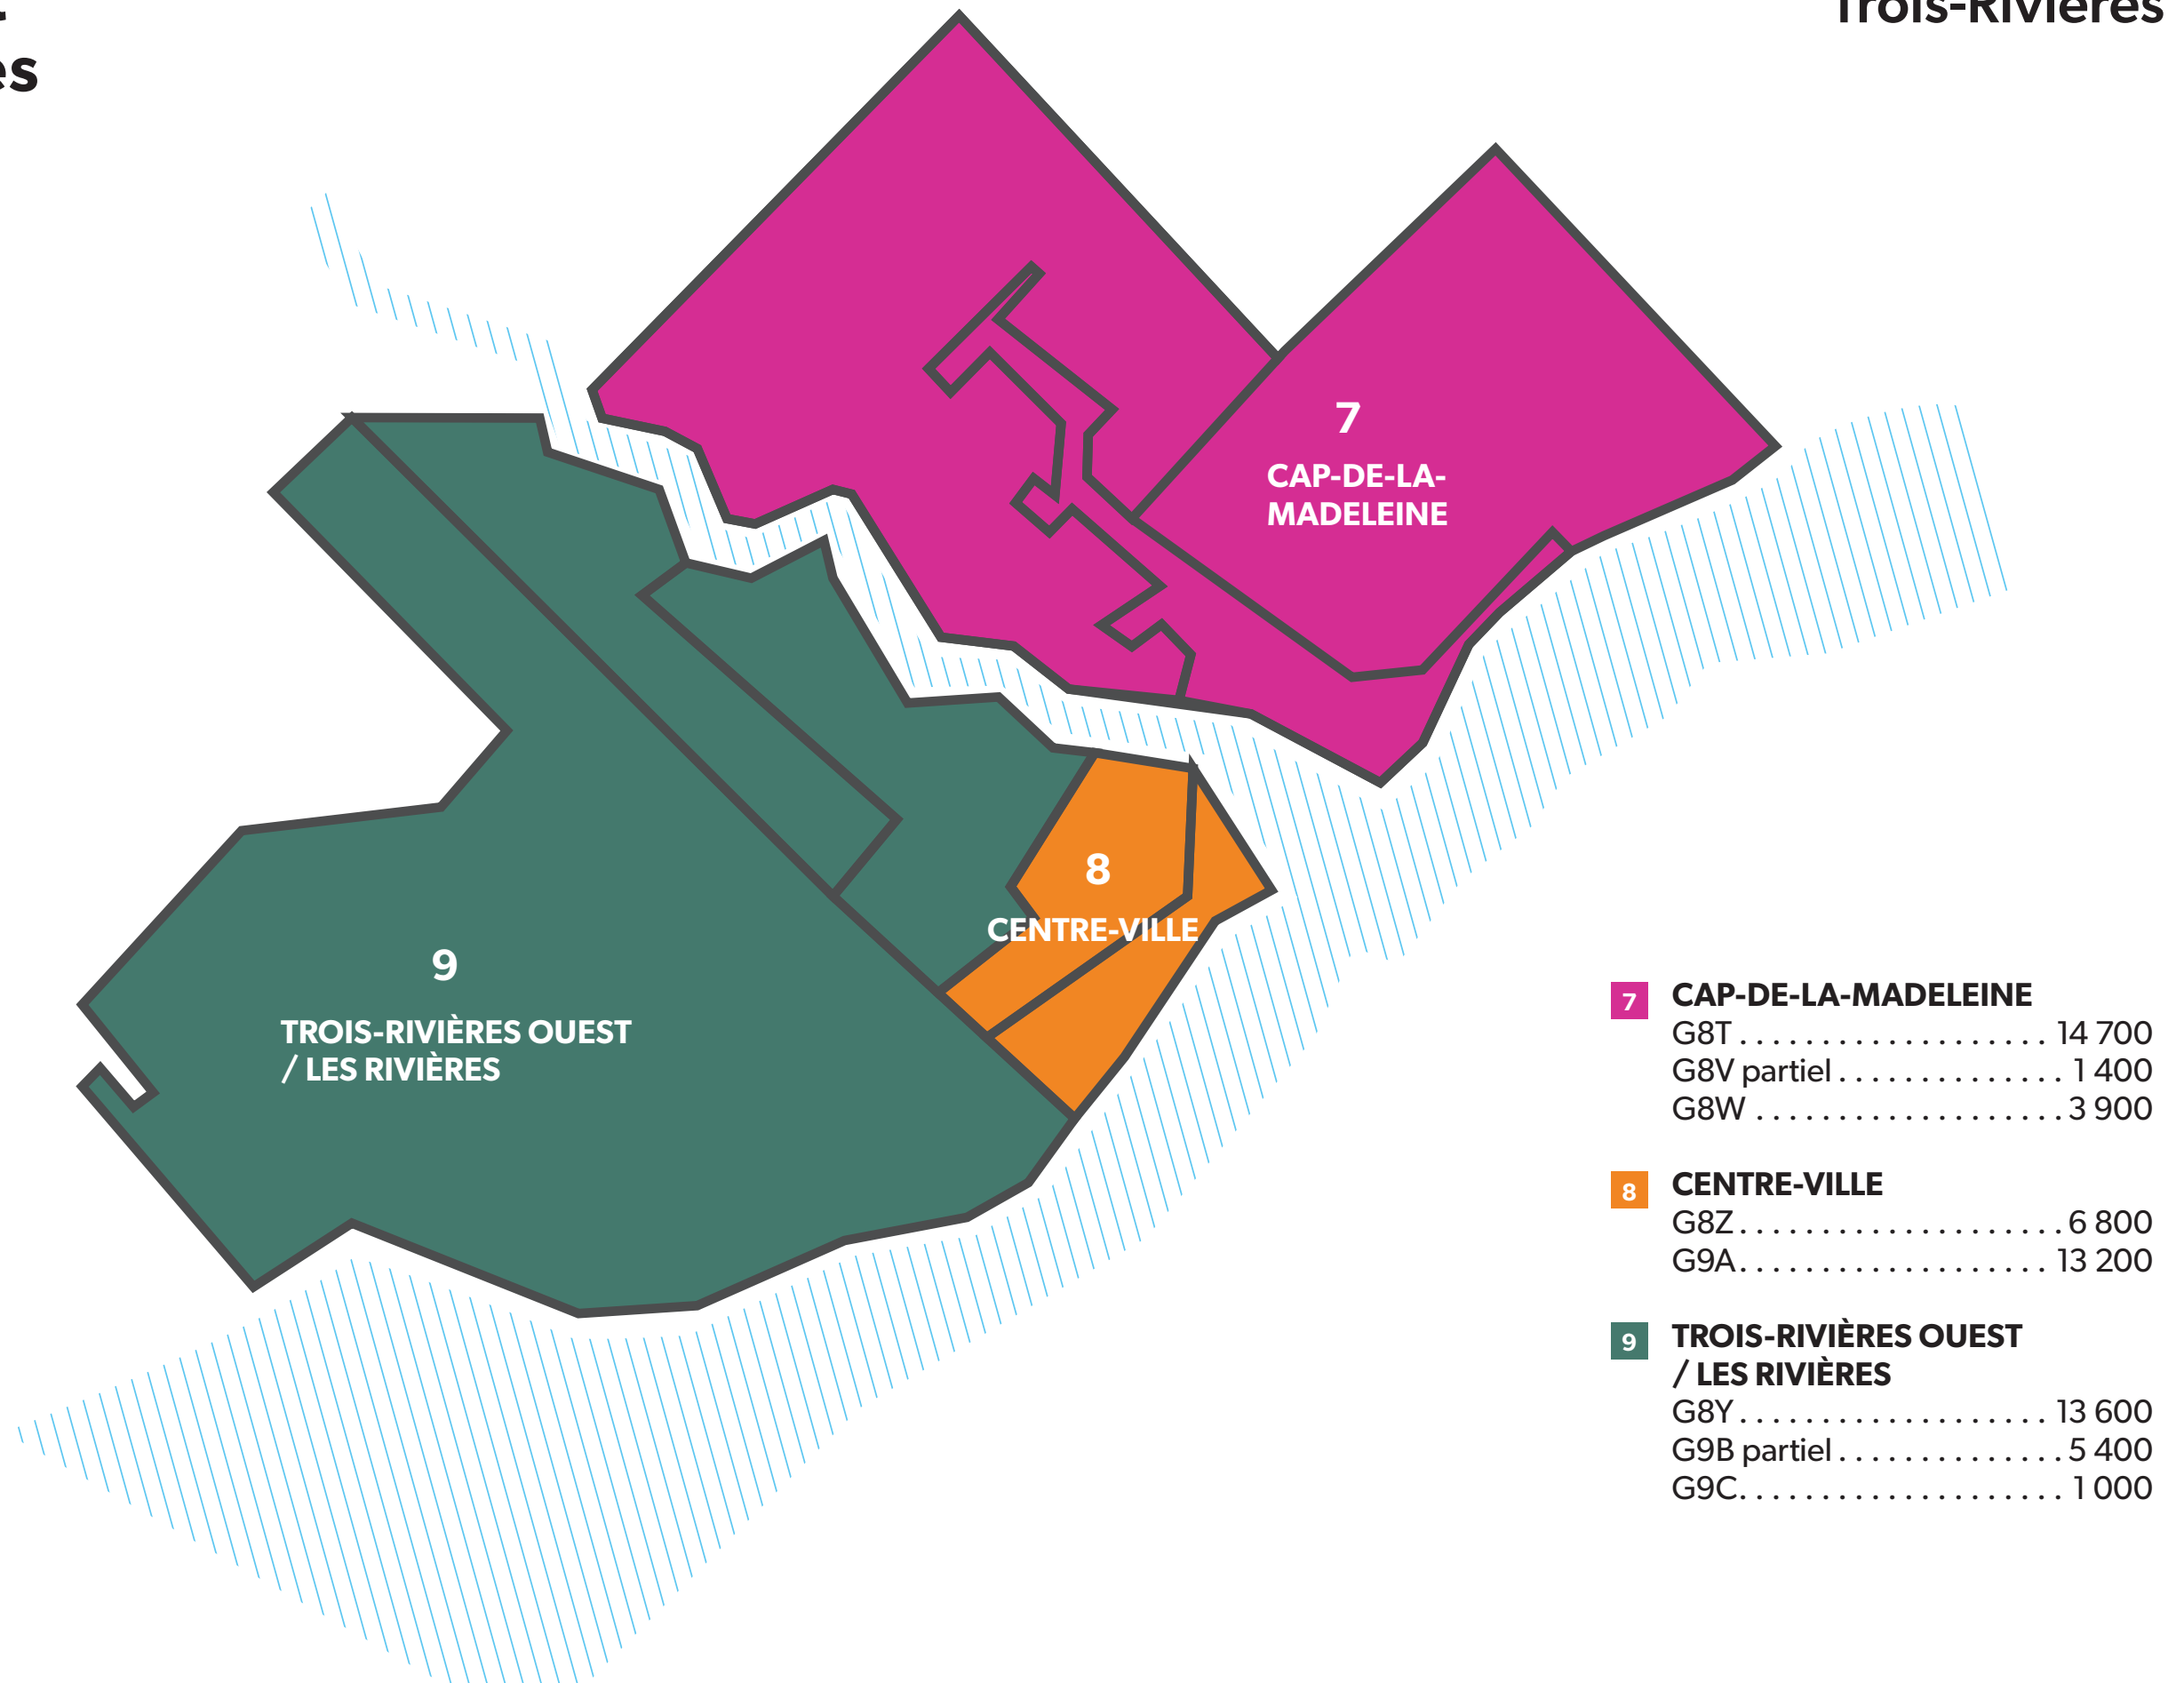 es
Trois-Rivières
7
CAP-DE-LA-
MADELEINE
8
CENTRE-VILLE
9
TROIS-RIVIÈRES OUEST
/ LES RIVIÈRES
7 CAP-DE-LA-MADELEINE
G8T . . . . . . . . . . . . . . . . . . . 14 700
G8V partiel . . . . . . . . . . . . . . 1 400
G8W . . . . . . . . . . . . . . . . . . . 3 900
8 CENTRE-VILLE
G8Z . . . . . . . . . . . . . . . . . . . . 6 800
G9A . . . . . . . . . . . . . . . . . . . 13 200
9 TROIS-RIVIÈRES OUEST
/ LES RIVIÈRES
G8Y . . . . . . . . . . . . . . . . . . . 13 600
G9B partiel . . . . . . . . . . . . . . 5 400
G9C . . . . . . . . . . . . . . . . . . . . 1 000